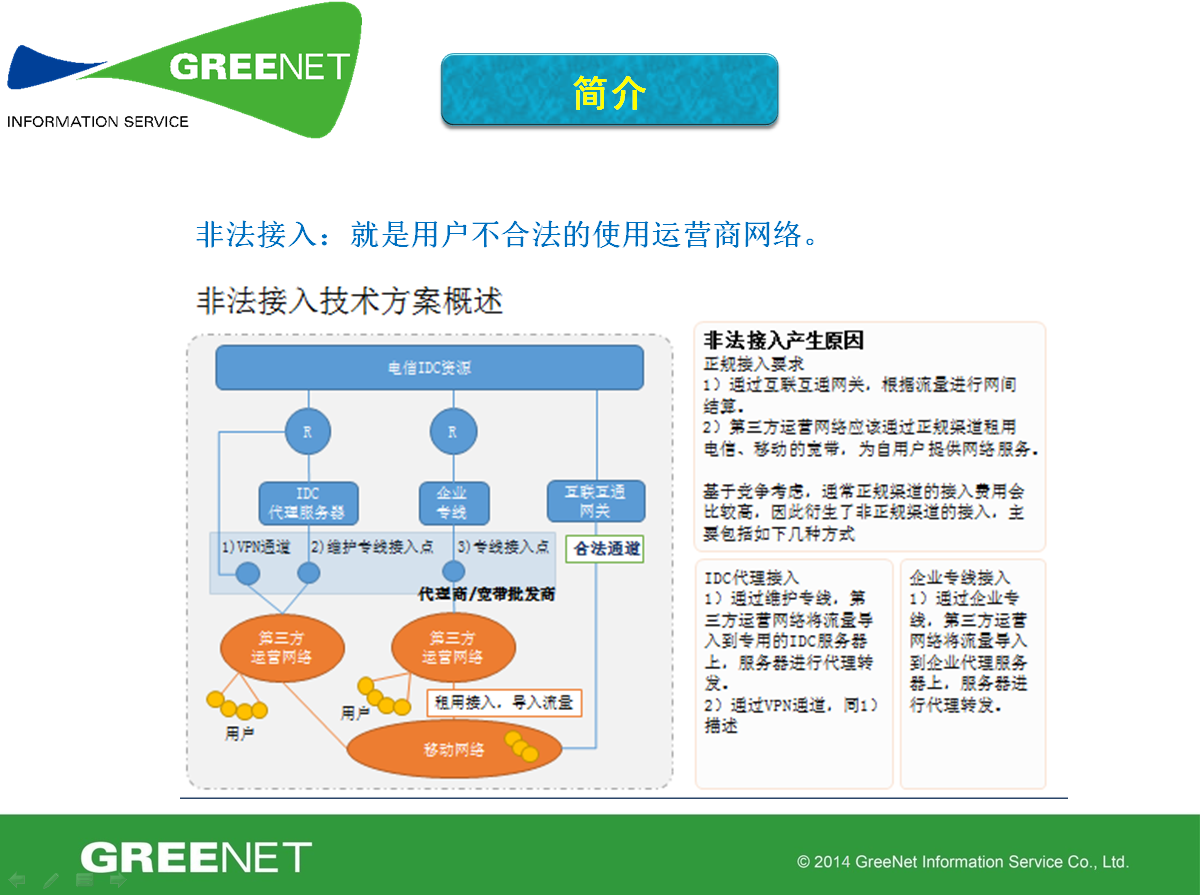 GREENET
INFORMATION SERVICE
简介
非法接入：就是用户不合法的使用运营商网络。
非法接入技术方案概述
电信IDC资源
R
R
IDC
代理服务器
企业
专线
互联互通
网关
1)VPN通道
2)维护专线接入点
3)专线接入点
合法通道
代理商/宽带批发商
第三方
运营网络
第三方
运营网络
用户
用户
租用接入，导入流量
移动网络
非法接入产生原因
正规接入要求
1）通过互联互通网关，根据流量进行网间
结算。
2）第三方运营网络应该通过正规渠道租用
电信、移动的宽带，为自用户提供网络服务。
基于竞争考虑，通常正规渠道的接入费用会
比较高，因此衍生了非正规渠道的接入，主
要包括如下几种方式
IDC代理接入
1）通过维护专线，第
三方运营网络将流量导
入到专用的IDC服务器
上，服务器进行代理转
发。
2）通过VPN通道，同1）
描述
企业专线接入
1）通过企业专
线，第三方运营
网络将流量导入
到企业代理服务
器上，服务器进
行代理转发。
GREENET
© 2014 GreeNet Information Service Co., Ltd.